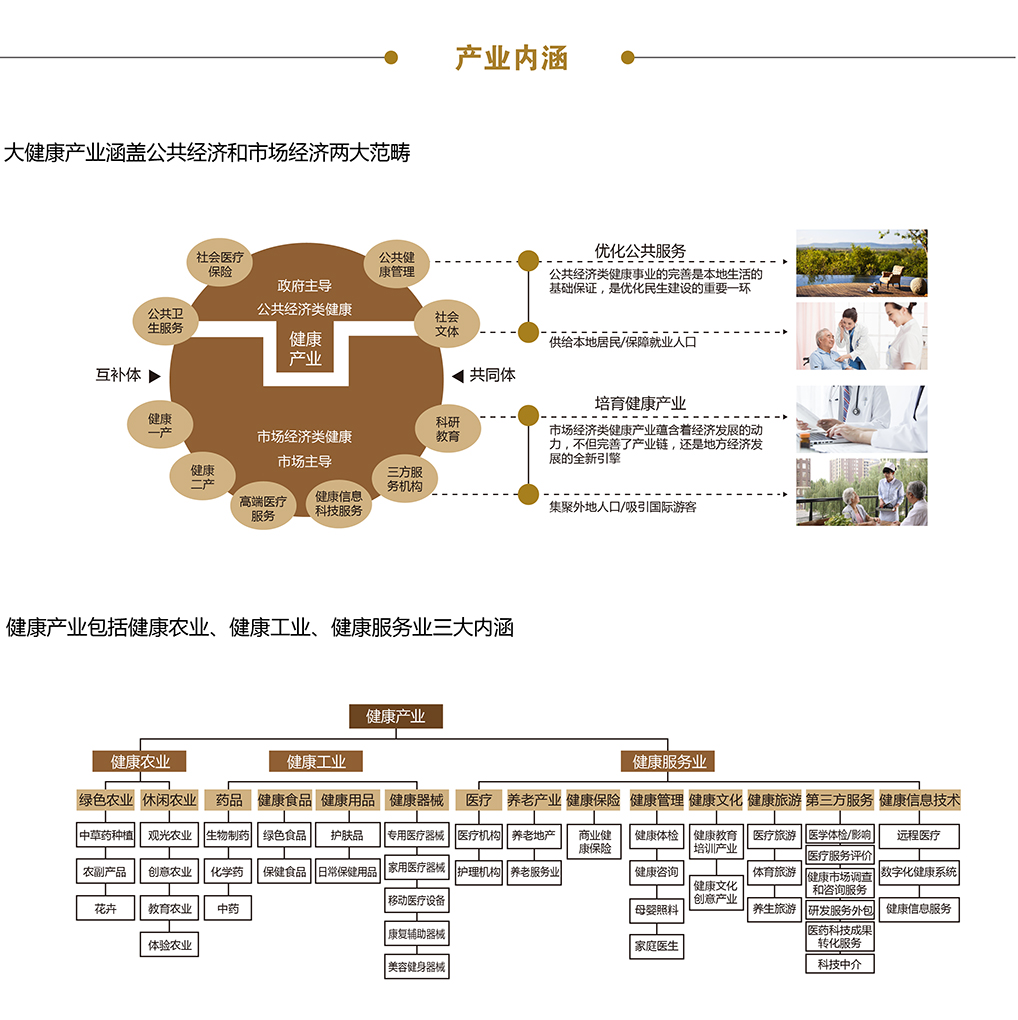 产业内涵
大健康产业涵盖公共经济和市场经济两大范畴
社会医疗
保险
公共健
康管理
公共卫
生服务
社会
文体
政府主导
公共经济类健康
健康
产业
互补体
共同体
市场经济类健康
市场主导
健康
一产
健康
二产
高端医疗
服务
健康信息
科技服务
三方服
务机构
科研
教育
优化公共服务
公共经济类健康事业的完善是本地生活的
基础保证，是优化民生建设的重要一环
供给本地居民/保障就业人口
培育健康产业
市场经济类健康产业蕴含着经济发展的动
力，不但完善了产业链，还是地方经济发
展的全新引擎
集聚外地人口/吸引国际游客
健康产业包括健康农业、健康工业、健康服务业三大内涵
健康产业
健康农业
健康工业
健康服务业
绿色农业
中草药种植
农副产品
花卉
休闲农业
观光农业
创意农业
教育农业
体验农业
药品
生物制药
化学药
中药
健康食品
绿色食品
保健食品
健康用品
护肤品
日常保健用品
健康器械
专用医疗器械
家用医疗器械
移动医疗设备
康复辅助器械
美容健身器械
医疗
医疗机构
护理机构
养老产业
养老地产
养老服务业
健康保险
商业健
康保险
健康管理
健康体检
健康咨询
母婴照料
家庭医生
健康文化
健康教育
培训产业
健康文化
创意产业
健康旅游
医疗旅游
体育旅游
养生旅游
第三方服务
医学体检/影响
医疗服务评价
健康市场调查
和咨询服务
研发服务外包
医药科技成果
转化服务
科技中介
健康信息技术
远程医疗
数字化健康系统
健康信息服务